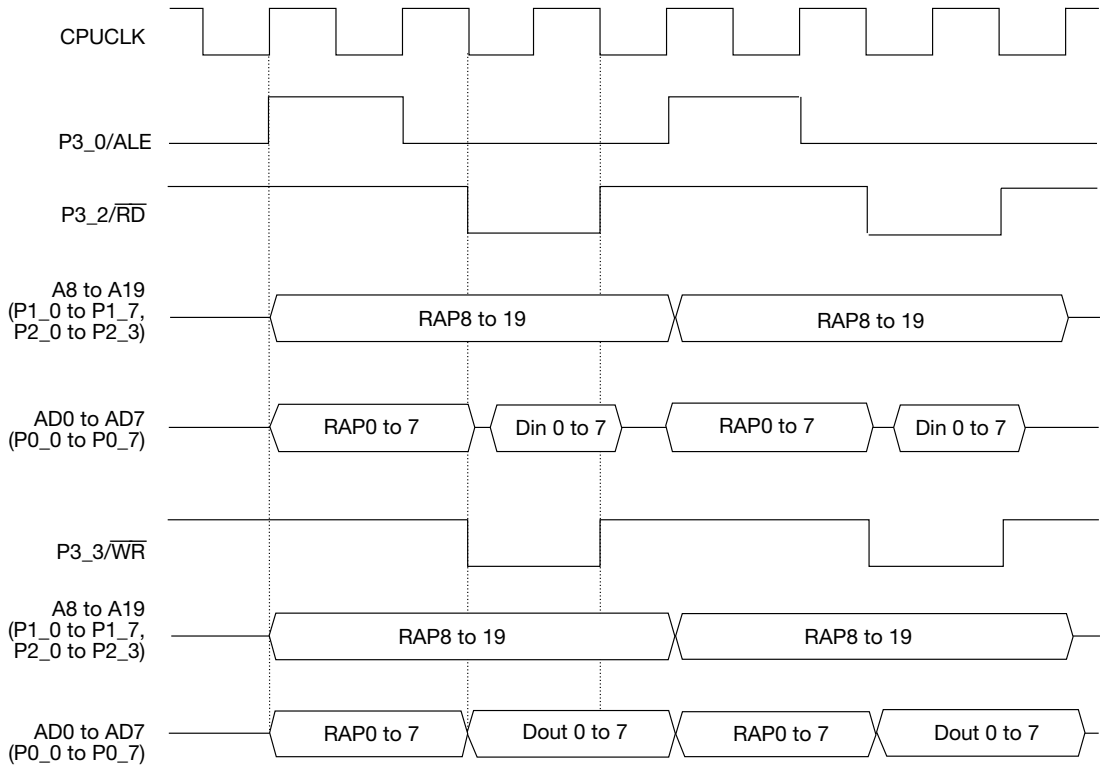 CPUCLK
P3_0/ALE
P3_2/R̅D̅
A8 to A19
(P1_0 to P1_7,
P2_0 to P2_3)
RAP8 to 19
RAP8 to 19
AD0 to AD7
(P0_0 to P0_7)
RAP0 to 7
Din 0 to 7
RAP0 to 7
Din 0 to 7
P3_3/W̅R̅
A8 to A19
(P1_0 to P1_7,
P2_0 to P2_3)
RAP8 to 19
RAP8 to 19
AD0 to AD7
(P0_0 to P0_7)
RAP0 to 7
Dout 0 to 7
RAP0 to 7
Dout 0 to 7